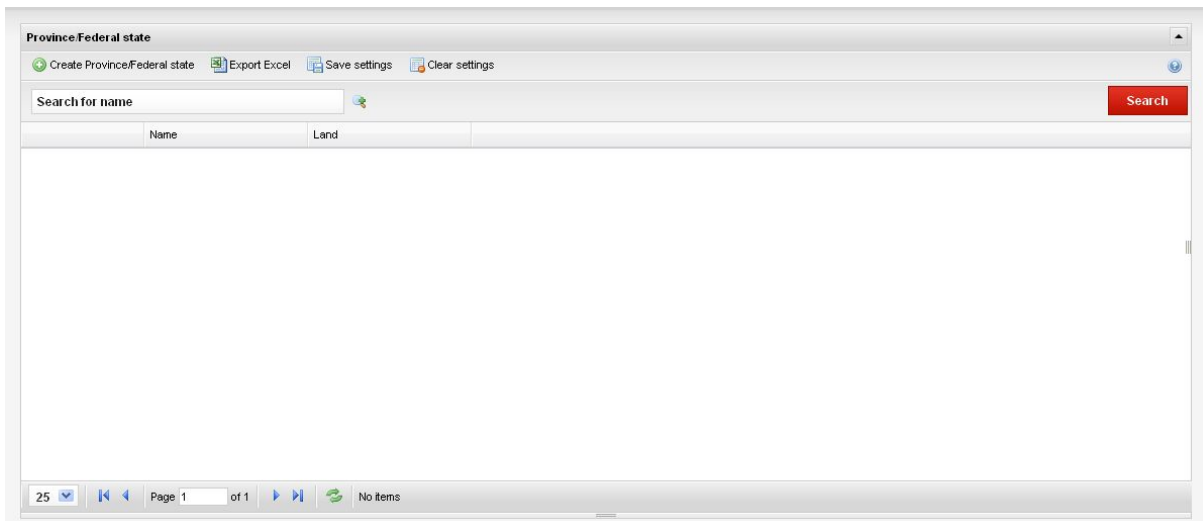 Province/Federal state
Create Province/Federal state Export Excel Save settings Clear settings
Search for name Search
Name Land
25 Page 1 of 1 No items